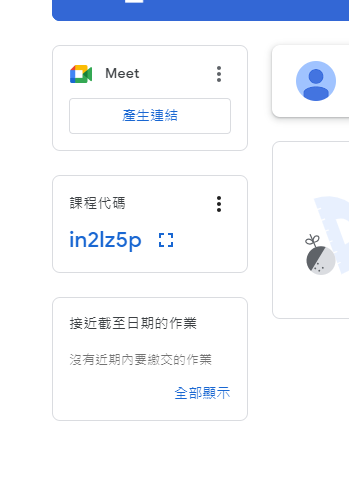 Meet
產生連結
課程代碼
in2lz5p
接近截至日期的作業
沒有近期內要繳交的作業
全部顯示